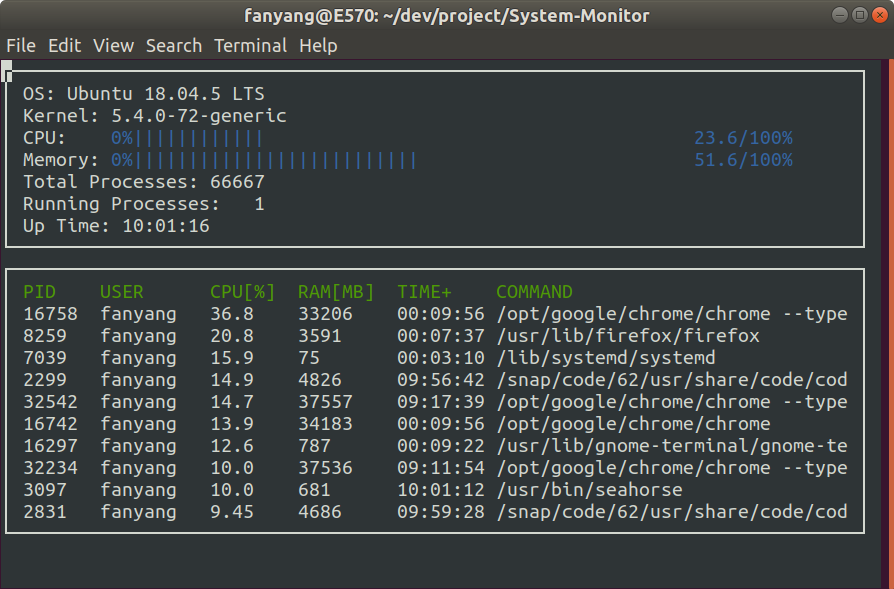 fanyang@E570: ~/dev/project/System-Monitor
File Edit View Search Terminal Help
OS: Ubuntu 18.04.5 LTS
Kernel: 5.4.0-72-generic
CPU: 0%|||||||||||| 23.6/100%
Memory: 0%|||||||||||||||||||||||||| 51.6/100%
Total Processes: 66667
Running Processes: 1
Up Time: 10:01:16
PID USER CPU[%] RAM[MB] TIME+ COMMAND
16758 fanyang 36.8 33206 00:09:56 /opt/google/chrome/chrome --type
8259 fanyang 20.8 3591 00:07:37 /usr/lib/firefox/firefox
7039 fanyang 15.9 75 00:03:10 /lib/systemd/systemd
2299 fanyang 14.9 4826 09:56:42 /snap/code/62/usr/share/code/cod
32542 fanyang 14.7 37557 09:17:39 /opt/google/chrome/chrome --type
16742 fanyang 13.9 34183 00:09:56 /opt/google/chrome/chrome
16297 fanyang 12.6 787 00:09:22 /usr/lib/gnome-terminal/gnome-te
32234 fanyang 10.0 37536 09:11:54 /opt/google/chrome/chrome --type
3097 fanyang 10.0 681 10:01:12 /usr/bin/seahorse
2831 fanyang 9.45 4686 09:59:28 /snap/code/62/usr/share/code/cod